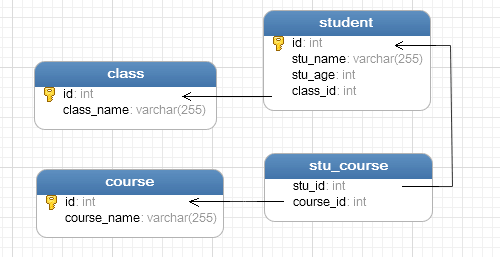 student
id: int
stu_name: varchar(255)
stu_age: int
class_id: int
class
id: int
class_name: varchar(255)
stu_course
stu_id: int
course_id: int
course
id: int
course_name: varchar(255)